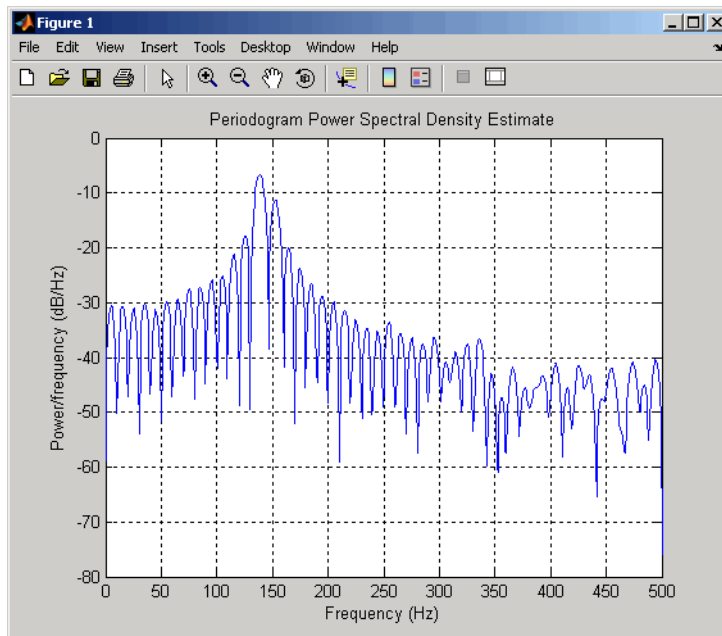 Figure 1
File Edit View Insert Tools Desktop Window Help
Periodogram Power Spectral Density Estimate
Power/frequency (dB/Hz)
0
-10
-20
-30
-40
-50
-60
-70
-80
0 50 100 150 200 250 300 350 400 450 500
Frequency (Hz)